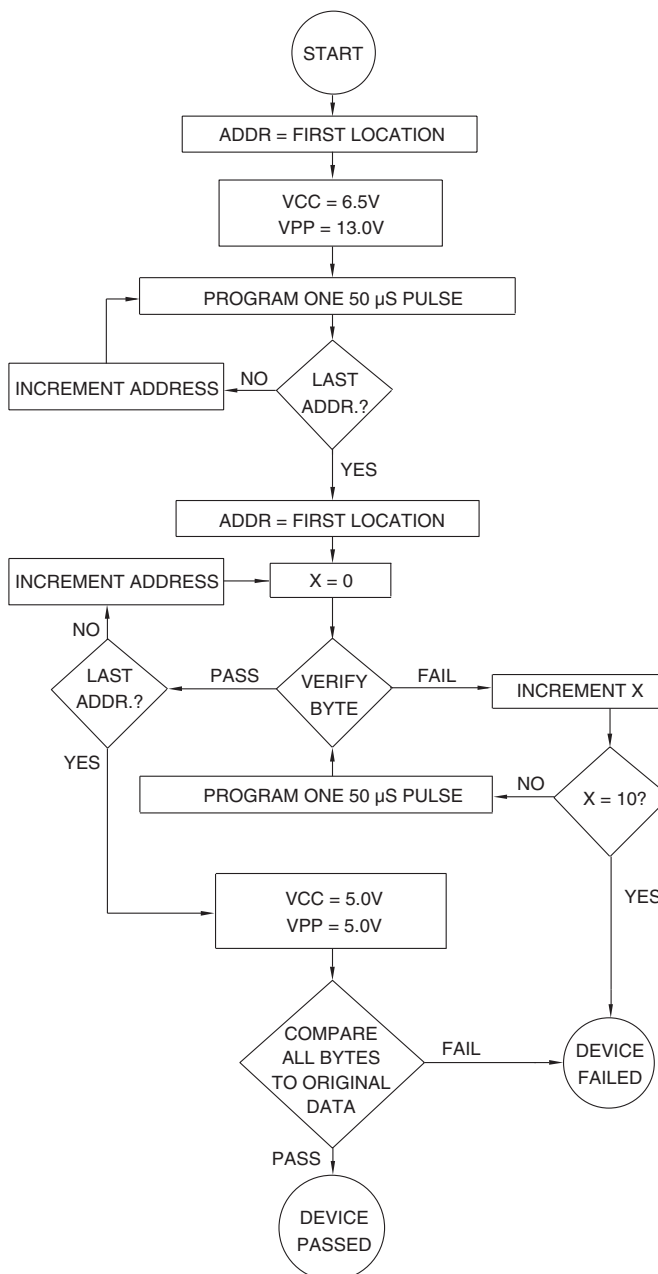 START
ADDR = FIRST LOCATION
VCC = 6.5V
VPP = 13.0V
PROGRAM ONE 50 µS PULSE
INCREMENT ADDRESS
NO
LAST
ADDR.?
YES
ADDR = FIRST LOCATION
INCREMENT ADDRESS
X = 0
NO
LAST
ADDR.?
PASS
VERIFY
BYTE
FAIL
INCREMENT X
YES
PROGRAM ONE 50 µS PULSE
NO
X = 10?
VCC = 5.0V
VPP = 5.0V
YES
COMPARE
ALL BYTES
TO ORIGINAL
DATA
FAIL
DEVICE
FAILED
PASS
DEVICE
PASSED